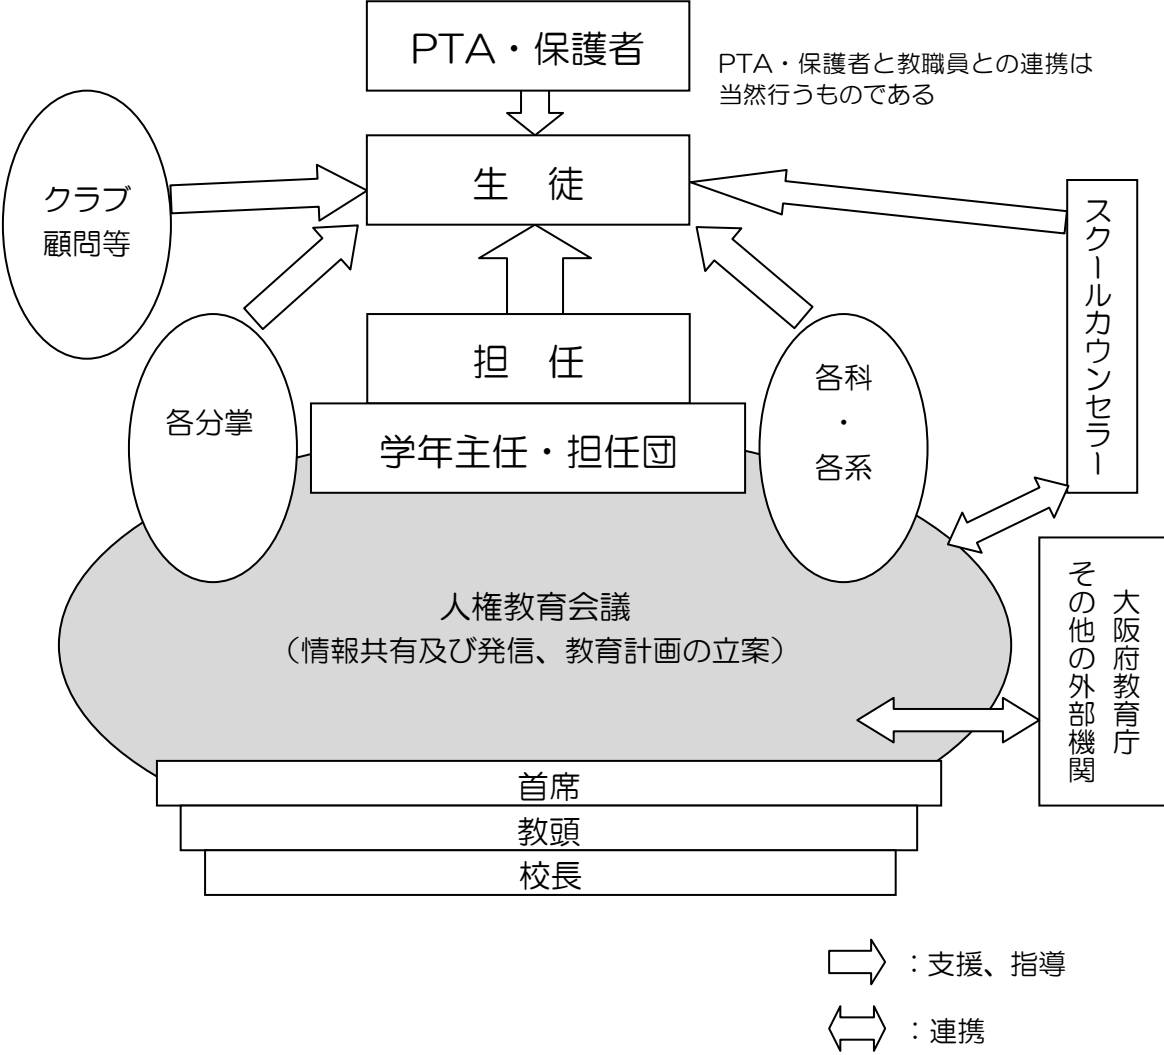 PTA・保護者
PTA・保護者と教職員との連携は
当然行うものである
生　徒
クラブ
顧問等
スクールカウンセラー
担　任
各分掌
各科
・
各系
学年主任・担任団
人権教育会議
（情報共有及び発信、教育計画の立案）
大阪府教育庁
その他の外部機関
首席
教頭
校長
：支援、指導
：連携